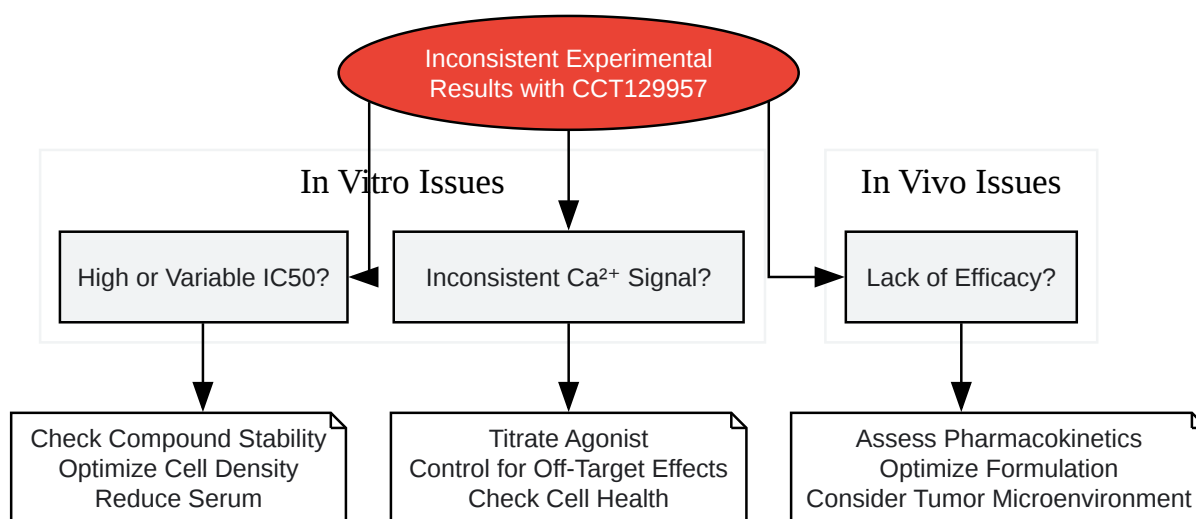 Inconsistent Experimental
Results with CCT129957
In Vitro Issues
In Vivo Issues
High or Variable IC50?
Inconsistent Ca²⁺ Signal?
Lack of Efficacy?
Check Compound Stability
Optimize Cell Density
Reduce Serum
Titrate Agonist
Control for Off-Target Effects
Check Cell Health
Assess Pharmacokinetics
Optimize Formulation
Consider Tumor Microenvironment